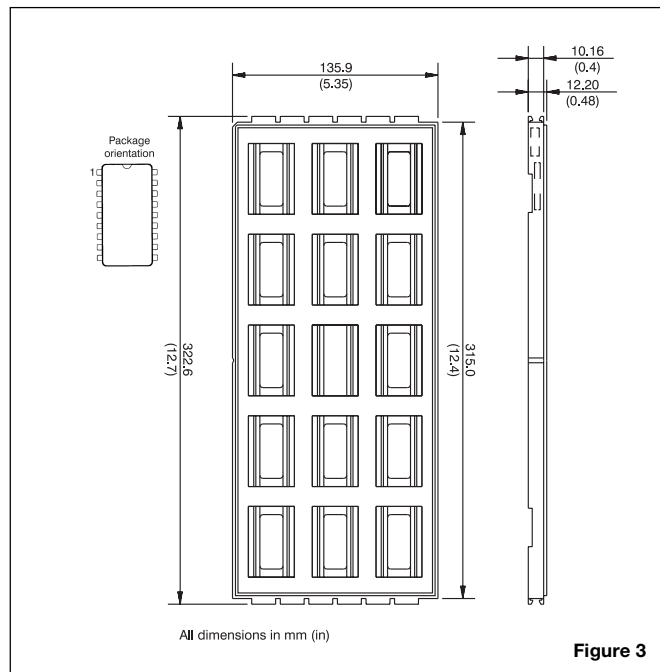 10.16
(0.4)
135.9
(5.35)
12.20
(0.48)
Package
orientation
1
322.6
(12.7)
315.0
(12.4)
All dimensions in mm (in)
Figure 3